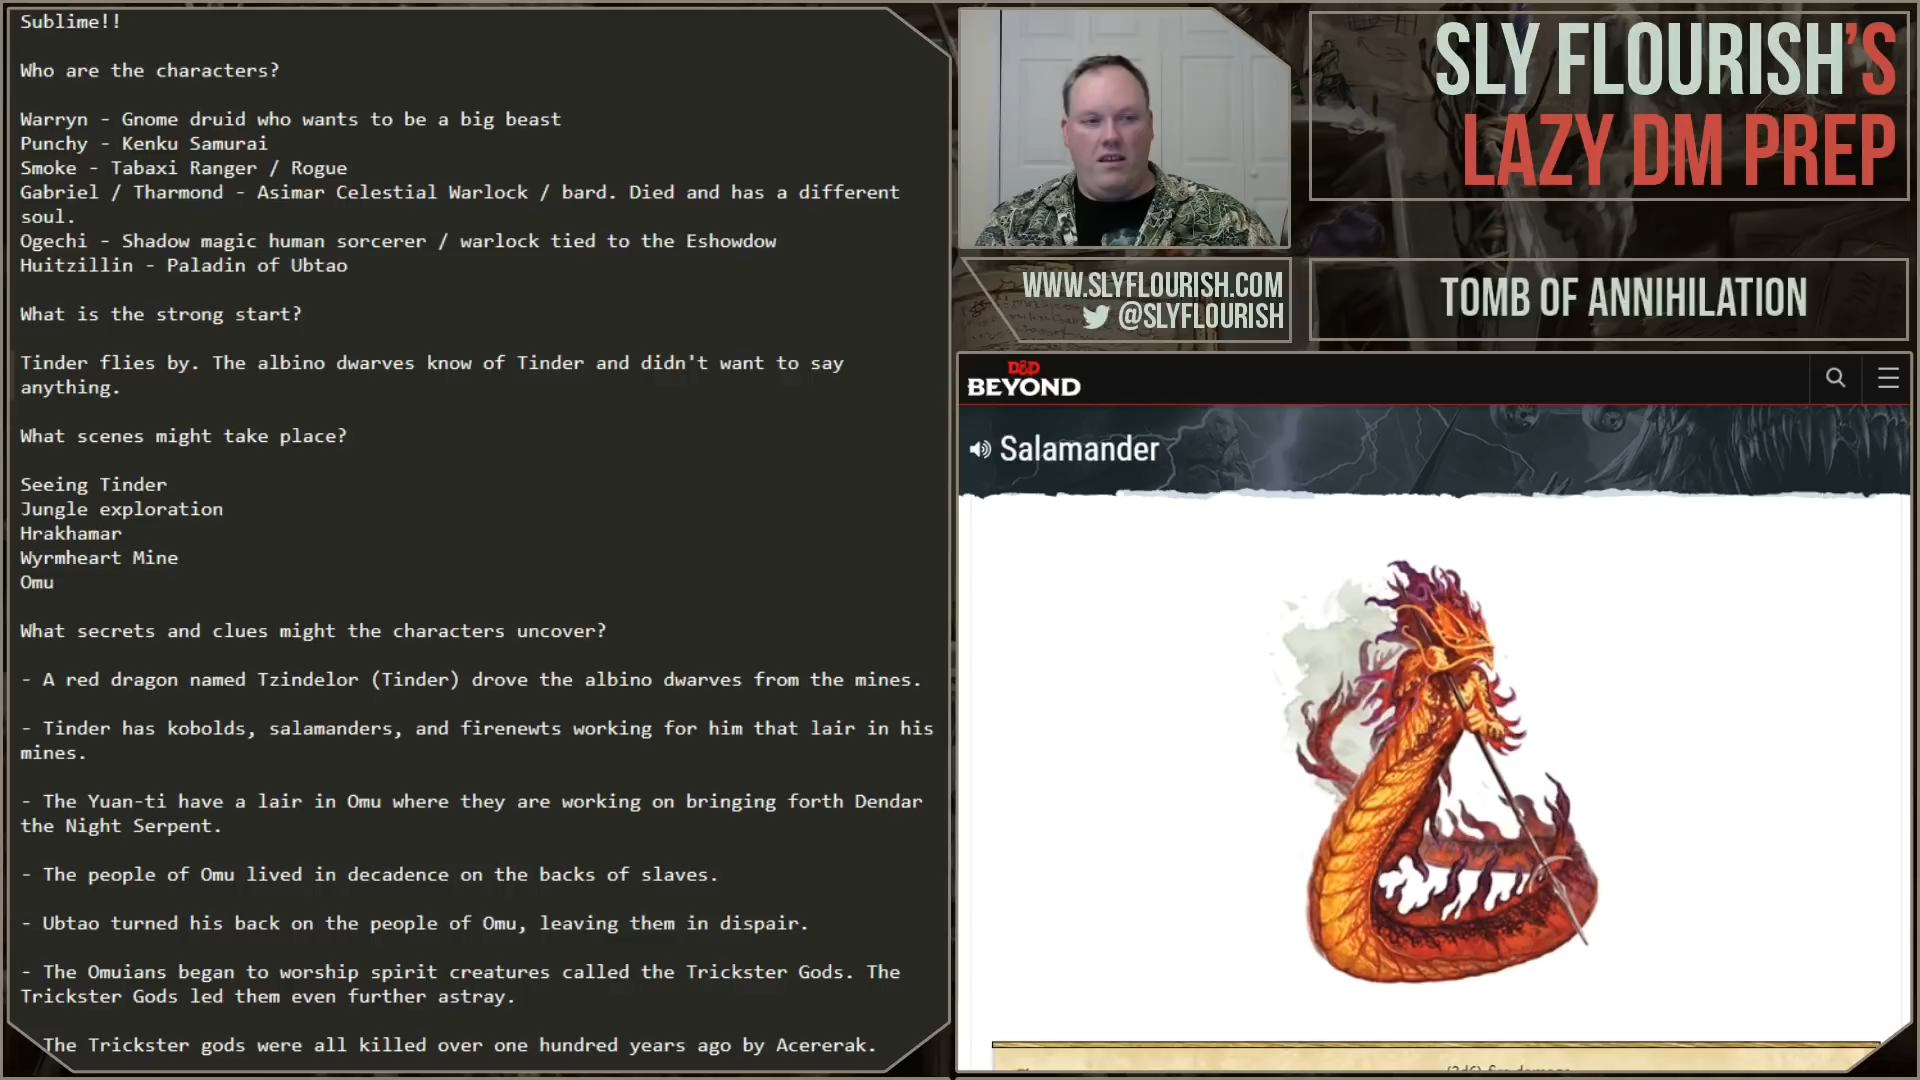 Sublime!!
Who are the characters?
Warryn - Gnome druid who wants to be a big beast
Punchy - Kenku Samurai
Smoke - Tabaxi Ranger / Rogue
Gabriel / Tharmond - Asimar Celestial Warlock / bard. Died and has a different
soul.
Ogechi - Shadow magic human sorcerer / warlock tied to the Eshowdow
Huitzillin - Paladin of Ubtao
What is the strong start?
Tinder flies by. The albino dwarves know of Tinder and didn't want to say
anything.
What scenes might take place?
Seeing Tinder
Jungle exploration
Hrakhamar
Wyrmheart Mine
Omu
What secrets and clues might the characters uncover?
- A red dragon named Tzindelor (Tinder) drove the albino dwarves from the mines.
- Tinder has kobolds, salamanders, and firenewts working for him that lair in his
mines.
- The Yuan-ti have a lair in Omu where they are working on bringing forth Dendar
the Night Serpent.
- The people of Omu lived in decadence on the backs of slaves.
- Ubtao turned his back on the people of Omu, leaving them in dispair.
- The Omuians began to worship spirit creatures called the Trickster Gods. The
Trickster Gods led them even further astray.
The Trickster gods were all killed over one hundred years ago by Acererak.
WWW.SLYFLOURISH.COM
@SLYFLOURISH
SLY FLOURISH'S
LAZY DM PREP
TOMB OF ANNIHILATION
D&D
BEYOND
Salamander